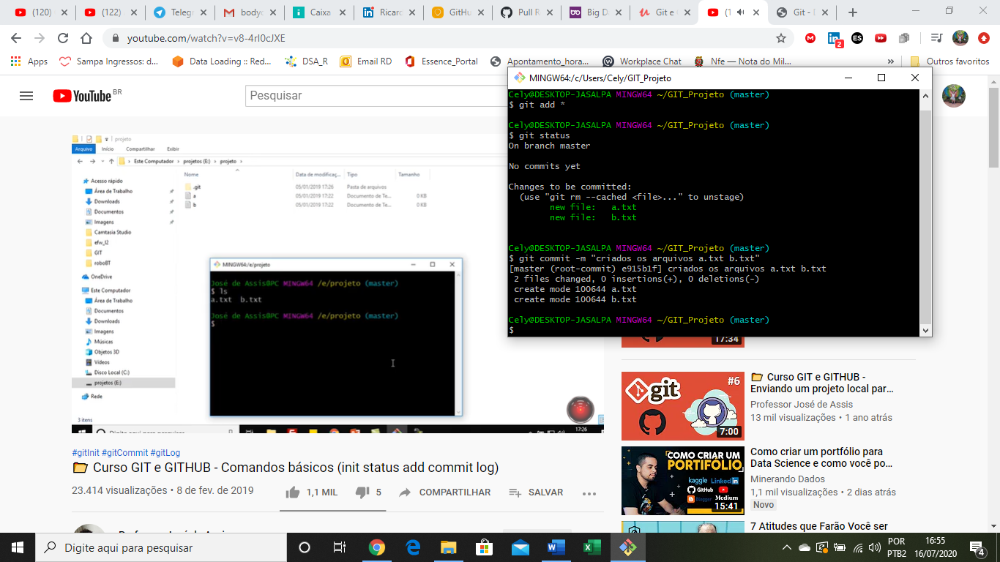 (120)
(122)
Telegr
bodyc
Caixa
Ricard
GitHu
Pull R
Big Da
Git e
(1
Git - D
youtube.com/watch?v=v8-4rI0cJXE
ES
2
Apps
Sampa Ingressos: d...
Data Loading :: Red...
DSA_R
Email RD
Essence_Portal
Apontamento_hora...
Workplace Chat
Nfe — Nota do Mil...
»
Outros favoritos
YouTube BR
Pesquisar
MINGW64:/c/Users/Cely/GIT_Projeto
Cely@DESKTOP-JASALPA MINGW64 ~/GIT_Projeto (master)
$ git add *
Cely@DESKTOP-JASALPA MINGW64 ~/GIT_Projeto (master)
$ git status
On branch master
No commits yet
Changes to be committed:
(use "git rm --cached <file>..." to unstage)
new file: a.txt
new file: b.txt
Cely@DESKTOP-JASALPA MINGW64 ~/GIT_Projeto (master)
$ git commit -m "criados os arquivos a.txt b.txt"
[master (root-commit) e915b1f] criados os arquivos a.txt b.txt
2 files changed, 0 insertions(+), 0 deletions(-)
create mode 100644 a.txt
create mode 100644 b.txt
Cely@DESKTOP-JASALPA MINGW64 ~/GIT_Projeto (master)
$
projeto
Arquivo Início Compartilhar Exibir
Este Computador › projetos (E:) › projeto ›
Nome Data de modificaç... Tipo Tamanho
.git 05/01/2019 17:26 Pasta de arquivos
a 05/01/2019 17:22 Documento de Te... 0 KB
b 05/01/2019 17:22 Documento de Te... 0 KB
Acesso rápido
Área de Trabalho
Downloads
Documentos
Imagens
Camtasia Studio
efw_l2
GIT
roboBT
OneDrive
Este Computador
Área de Trabalho
Documentos
Downloads
Imagens
Músicas
Objetos 3D
Vídeos
Disco Local (C:)
projetos (E:)
Rede
3 itens
MINGW64:/e/projeto
José de Assis@PC MINGW64 /e/projeto (master)
$ ls
a.txt b.txt
José de Assis@PC MINGW64 /e/projeto (master)
$
Digite aqui para pesquisar
17:26
#gitInit #gitCommit #gitLog
Curso GIT e GITHUB - Comandos básicos (init status add commit log)
23.414 visualizações • 8 de fev. de 2019
1,1 MIL
5
COMPARTILHAR
SALVAR
17:34
git
#6
7:00
Curso GIT e GITHUB -
Enviando um projeto local par...
Professor José de Assis
13 mil visualizações • 1 ano atrás
COMO CRIAR UM
PORTIFÓLIO
kaggle LinkedIn
GitHub YouTube
Blogger Medium
15:41
Como criar um portfólio para
Data Science e como você po...
Minerando Dados
1,1 mil visualizações • 2 dias atrás
Novo
7 Atitudes que Farão Você ser
Digite aqui para pesquisar
POR
PTB2
16:55
16/07/2020
4